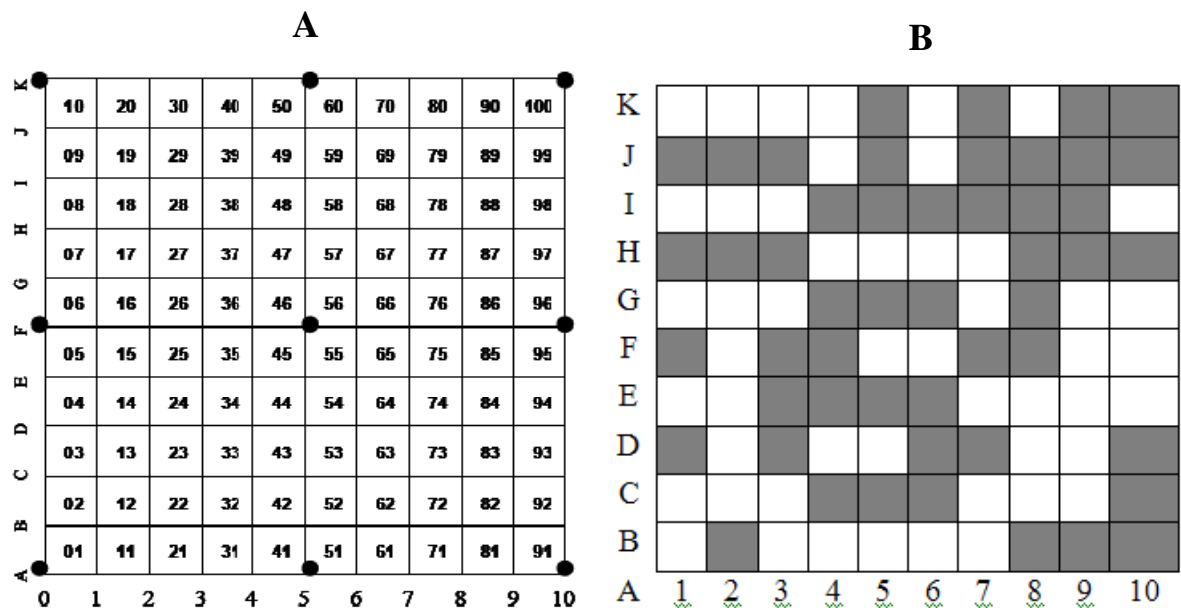 A
B
K
10 20 30 40 50 60 70 80 90 100
J
09 19 29 39 49 59 69 79 89 99
I
08 18 28 38 48 58 68 78 88 98
H
07 17 27 37 47 57 67 77 87 97
G
06 16 26 36 46 56 66 76 86 96
F
05 15 25 35 45 55 65 75 85 95
E
04 14 24 34 44 54 64 74 84 94
D
03 13 23 33 43 53 63 73 83 93
C
02 12 22 32 42 52 62 72 82 92
B
01 11 21 31 41 51 61 71 81 91
A
0 1 2 3 4 5 6 7 8 9 10
K
J
I
H
G
F
E
D
C
B
A 1 2 3 4 5 6 7 8 9 10